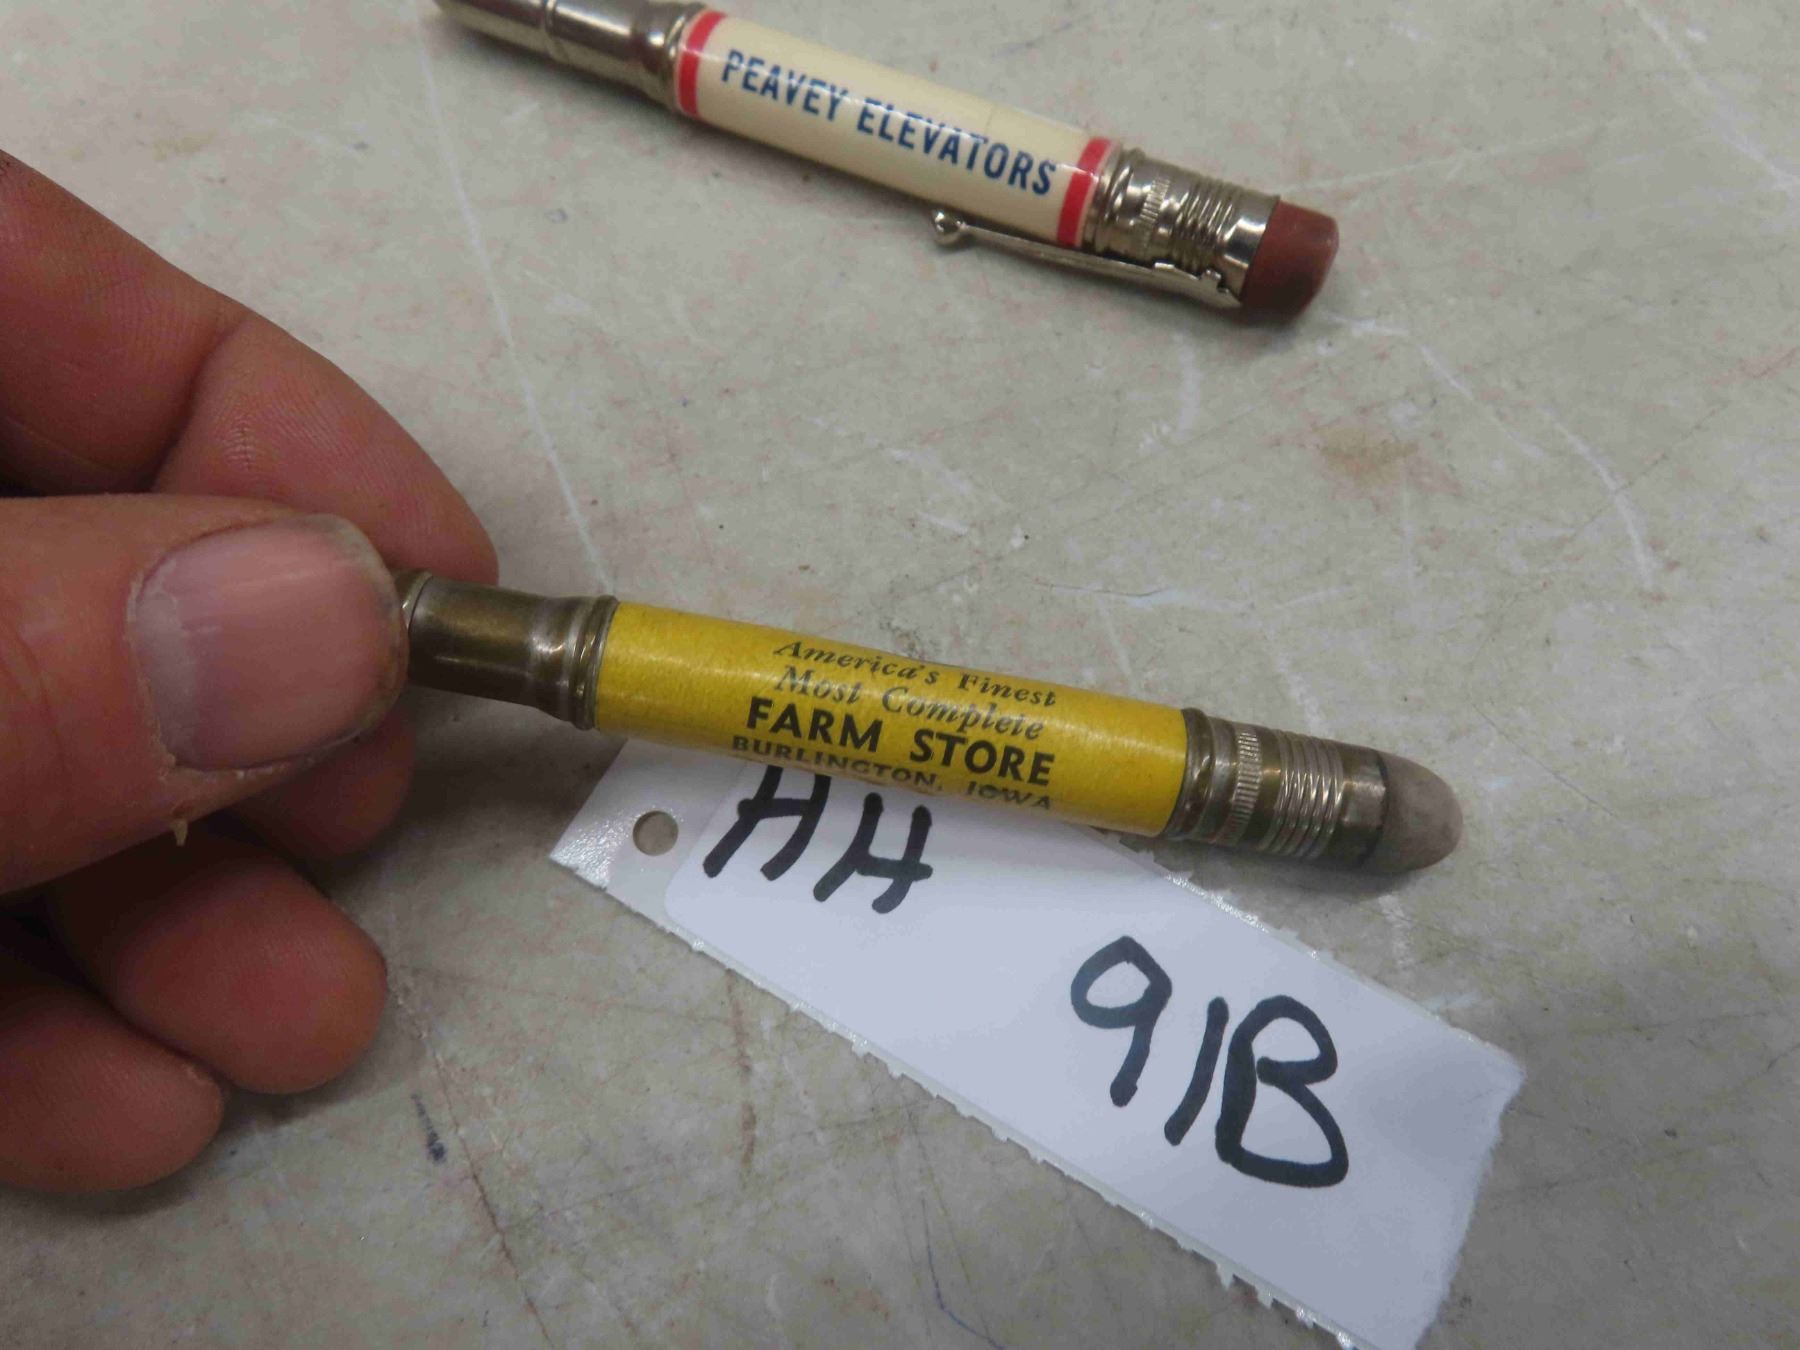 PEAVEY ELEVATORS
America's Finest
Most Complete
FARM STORE
BURLINGTON, IOWA
HH
91B